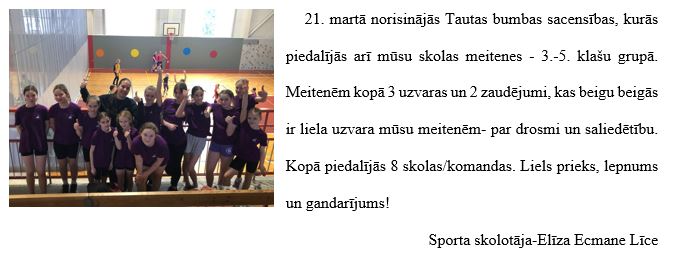 21. martā norisinājās Tautas bumbas sacensības, kurās
piedalījās arī mūsu skolas meitenes - 3.-5. klašu grupā.
Meitenēm kopā 3 uzvaras un 2 zaudējumi, kas beigu beigās
ir liela uzvara mūsu meitenēm- par drosmi un saliedētību.
Kopā piedalījās 8 skolas/komandas. Liels prieks, lepnums
un gandarījums!
Sporta skolotāja-Elīza Ecmane Līce